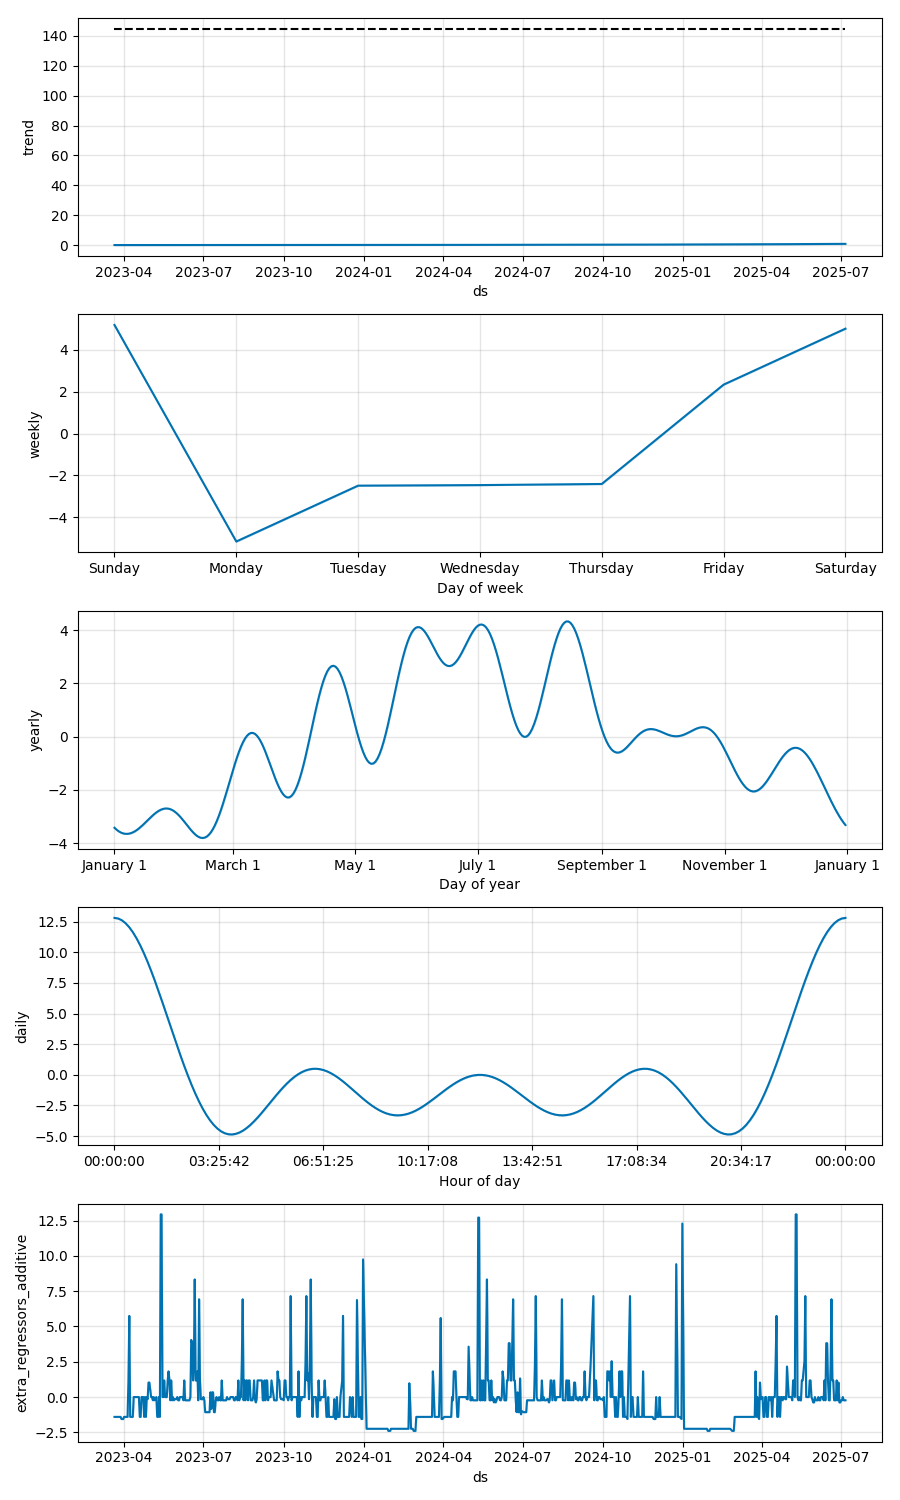 140
120
100
80
60
40
20
0
trend
2023-04 2023-07 2023-10 2024-01 2024-04 2024-07 2024-10 2025-01 2025-04 2025-07
ds
4
2
0
−2
−4
weekly
Sunday Monday Tuesday Wednesday Thursday Friday Saturday
Day of week
4
2
0
−2
−4
yearly
January 1 March 1 May 1 July 1 September 1 November 1 January 1
Day of year
12.5
10.0
7.5
5.0
2.5
0.0
−2.5
−5.0
daily
00:00:00 03:25:42 06:51:25 10:17:08 13:42:51 17:08:34 20:34:17 00:00:00
Hour of day
12.5
10.0
7.5
5.0
2.5
0.0
−2.5
extra_regressors_additive
2023-04 2023-07 2023-10 2024-01 2024-04 2024-07 2024-10 2025-01 2025-04 2025-07
ds